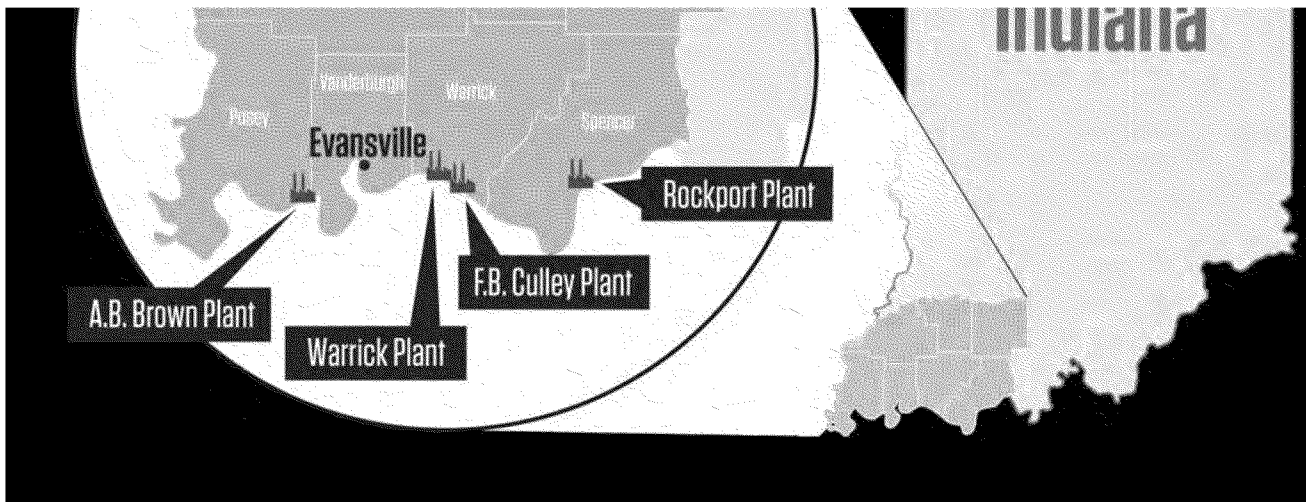 Indiana
Vanderburgh
Warrick
Posey
Spencer
Evansville
Rockport Plant
F.B. Culley Plant
A.B. Brown Plant
Warrick Plant